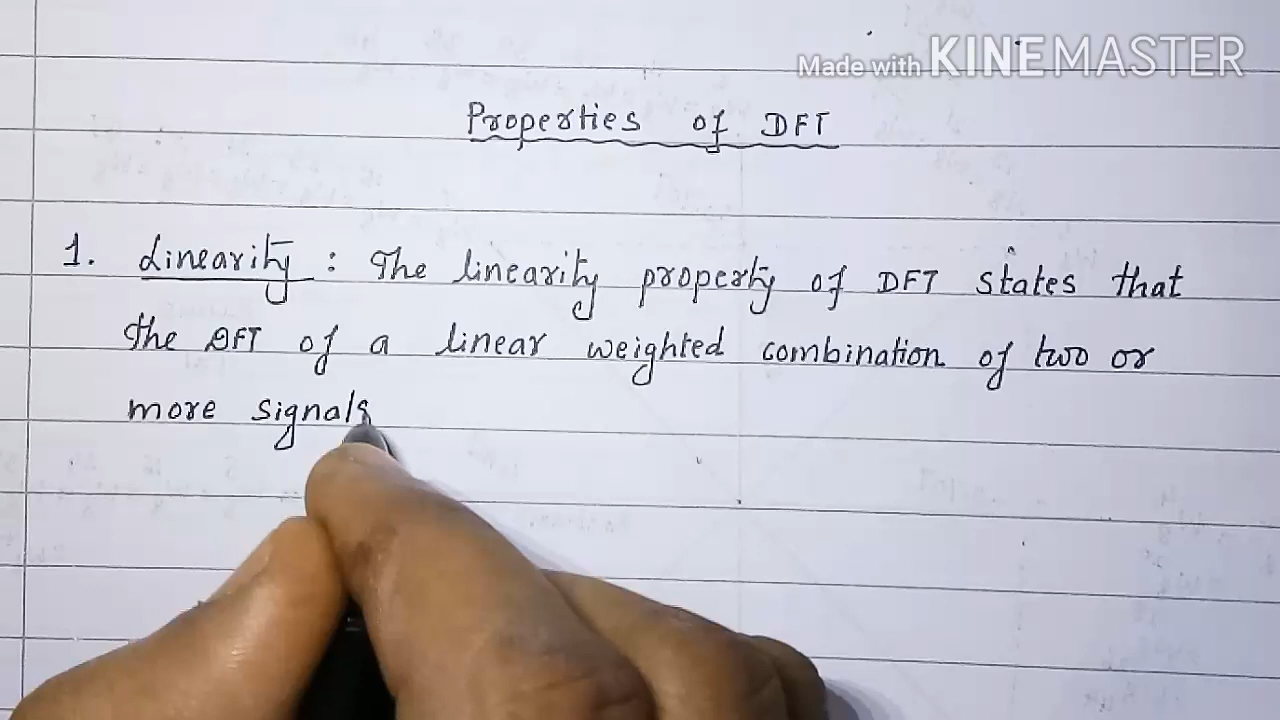 Made with KINEMASTER
Properties of DFT
1. Linearity : The linearity property of DFT states that
the DFT of a linear weighted combination of two or
more signals